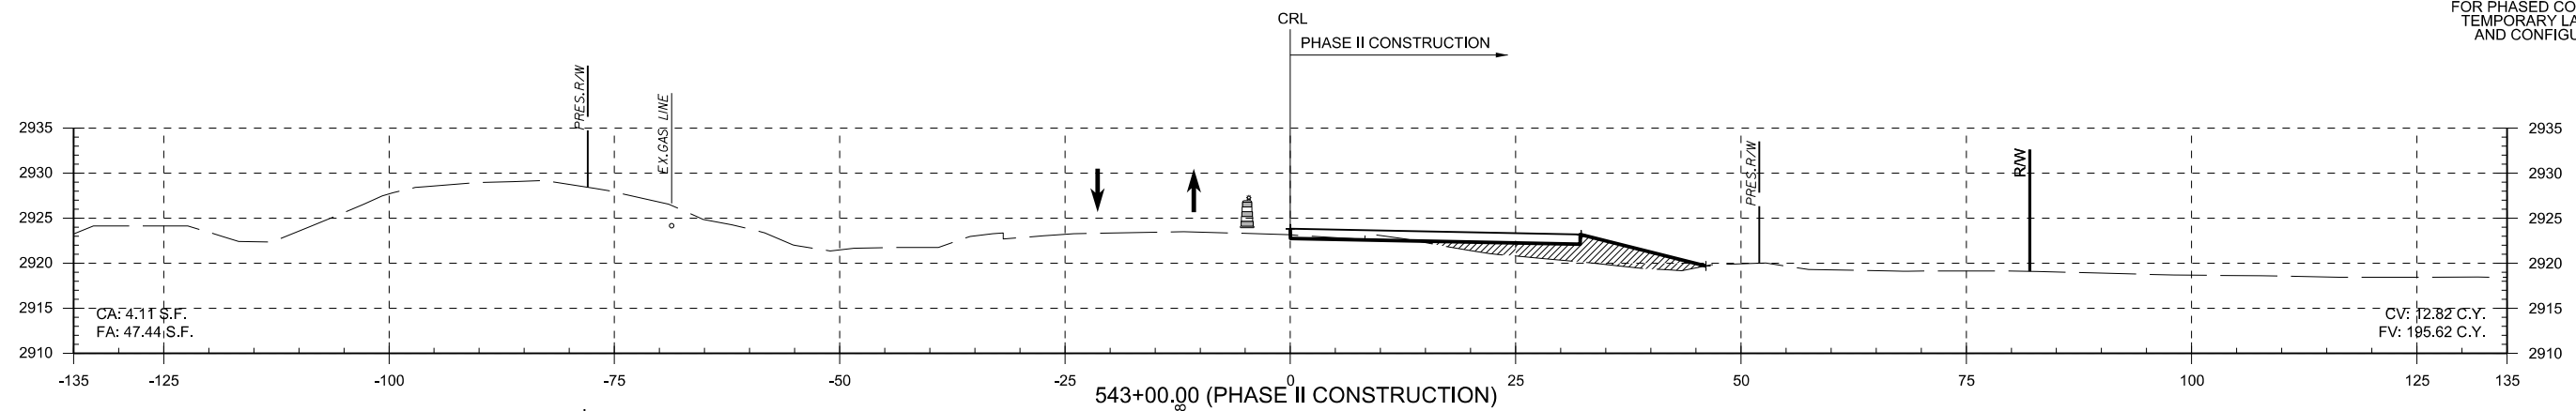 FOR PHASED CO
TEMPORARY LA
AND CONFIGU
CRL
PHASE II CONSTRUCTION
PRES.R/W
EX.GAS LINE
PRES.R/W
R/W
2935
2930
2925
2920
2915
2910
2935
2930
2925
2920
2915
2910
CA: 4.11 S.F.
FA: 47.44 S.F.
CV: 12.82 C.Y.
FV: 195.62 C.Y.
-135 -125 -100 -75 -50 -25 0 25 50 75 100 125 135
543+00.00 (PHASE II CONSTRUCTION)
8